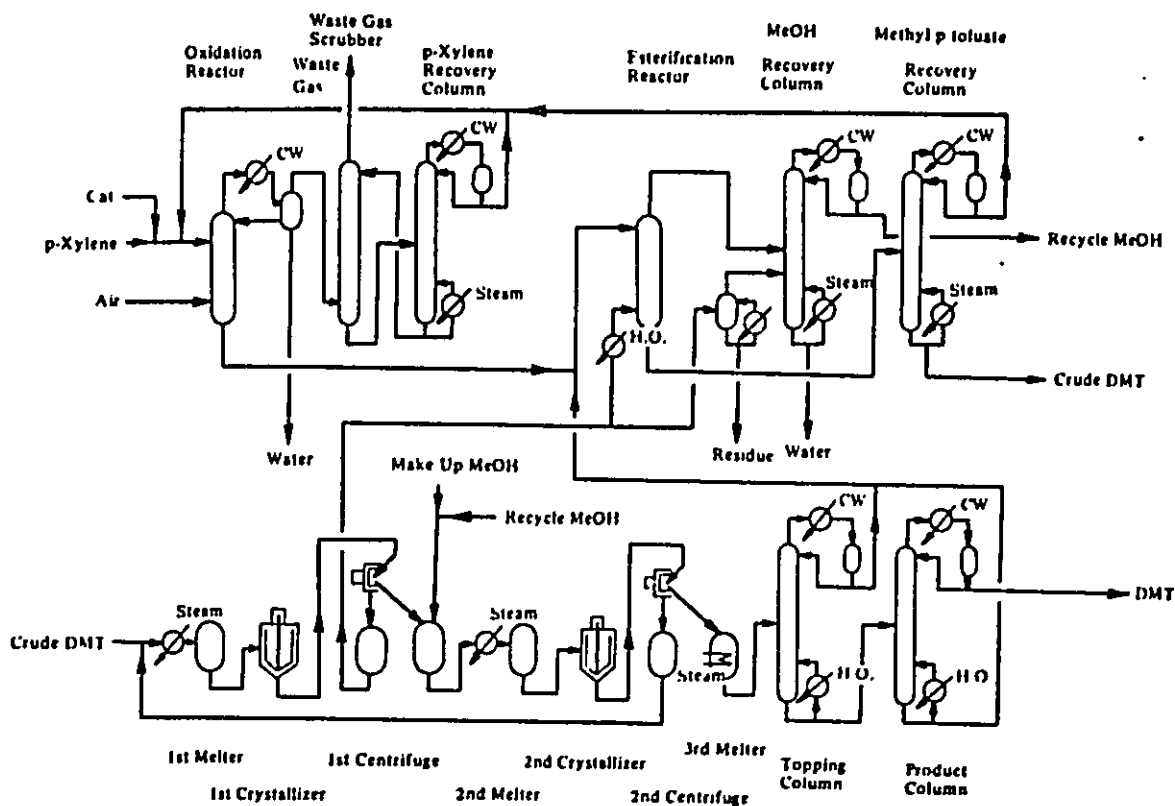 Waste Gas
Scrubber
Oxidation
Reactor
Waste
Gas
p-Xylene
Recovery
Column
Esterification
Reactor
MeOH
Recovery
Column
Methyl p toluate
Recovery
Column
CW
CW
CW
CW
Cat
p-Xylene
Air
Steam
Steam
Steam
H.O.
Recycle MeOH
Crude DMT
Water
Residue
Water
Make Up MeOH
Recycle MeOH
CW
CW
DMT
Steam
Steam
Crude DMT
Steam
H.O.
H.O
1st Melter
1st Centrifuge
2nd Crystallizer
3rd Melter
Topping
Column
Product Column
1st Crystallizer
2nd Melter
2nd Centrifuge